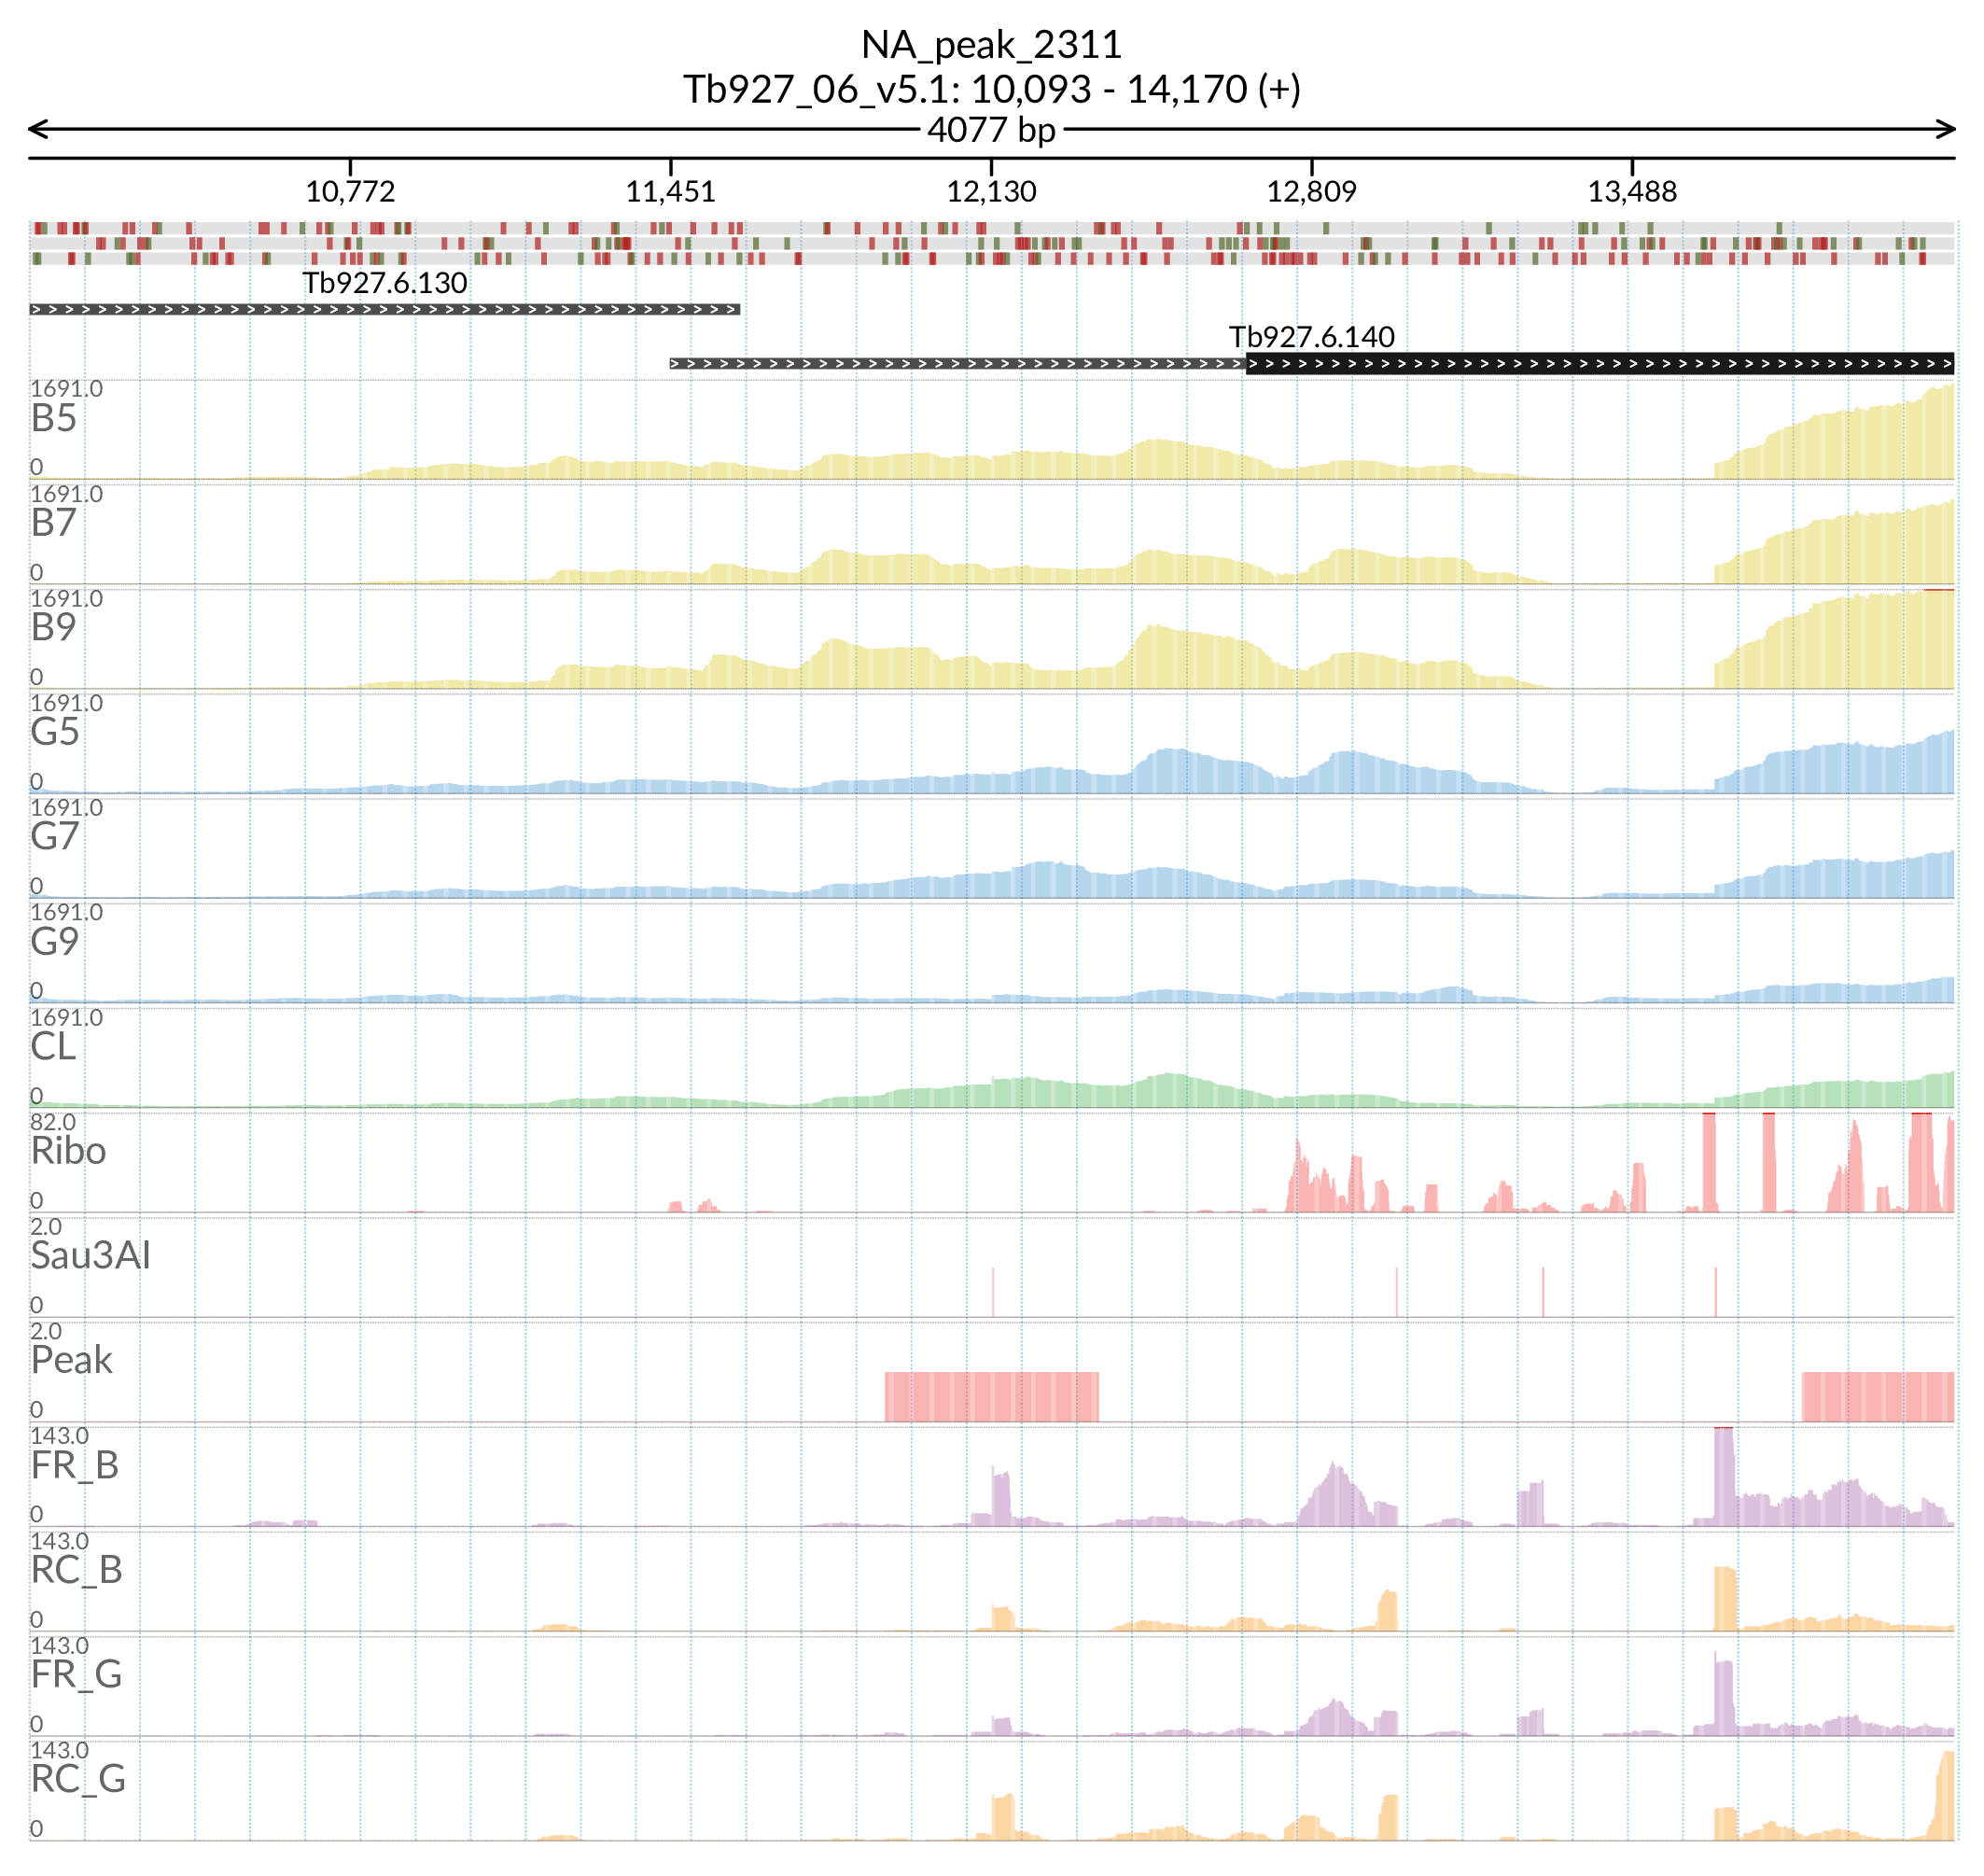 NA_peak_2311
Tb927_06_v5.1: 10,093 - 14,170 (+)
4077 bp
10,772 11,451 12,130 12,809 13,488
Tb927.6.130
Tb927.6.140
1691.0
B5
0
1691.0
B7
0
1691.0
B9
0
1691.0
G5
0
1691.0
G7
0
1691.0
G9
0
1691.0
CL
0
82.0
Ribo
0
2.0
Sau3AI
0
2.0
Peak
0
143.0
FR_B
0
143.0
RC_B
0
143.0
FR_G
0
143.0
RC_G
0